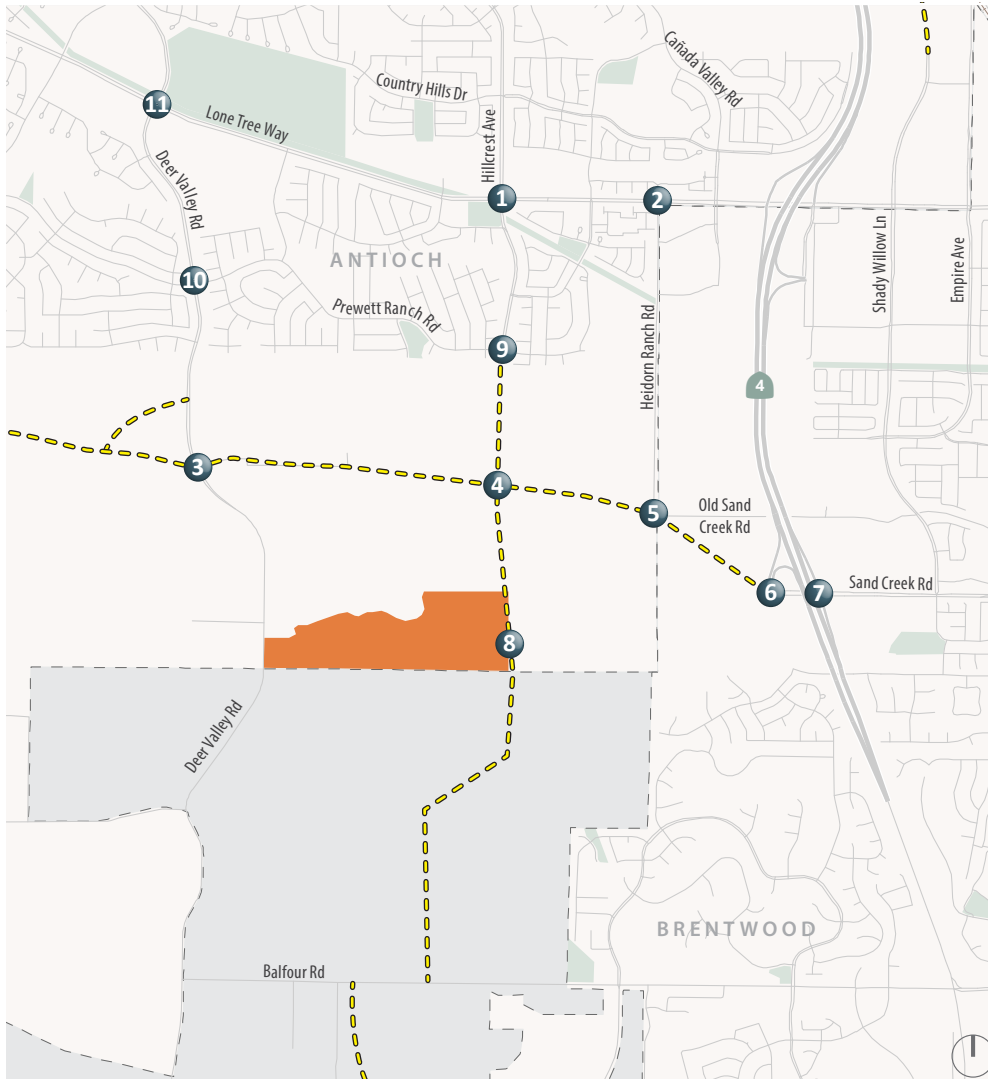 Cañada Valley Rd
Country Hills Dr
11
Lone Tree Way
Hillcrest Ave
Deer Valley Rd
1
2
ANTIOCH
10
Shady Willow Ln
Empire Ave
Prewett Ranch Rd
9
Heidorn Ranch Rd
4
3
4
5
Old Sand
Creek Rd
6
7
Sand Creek Rd
8
Deer Valley Rd
BRENTWOOD
Balfour Rd